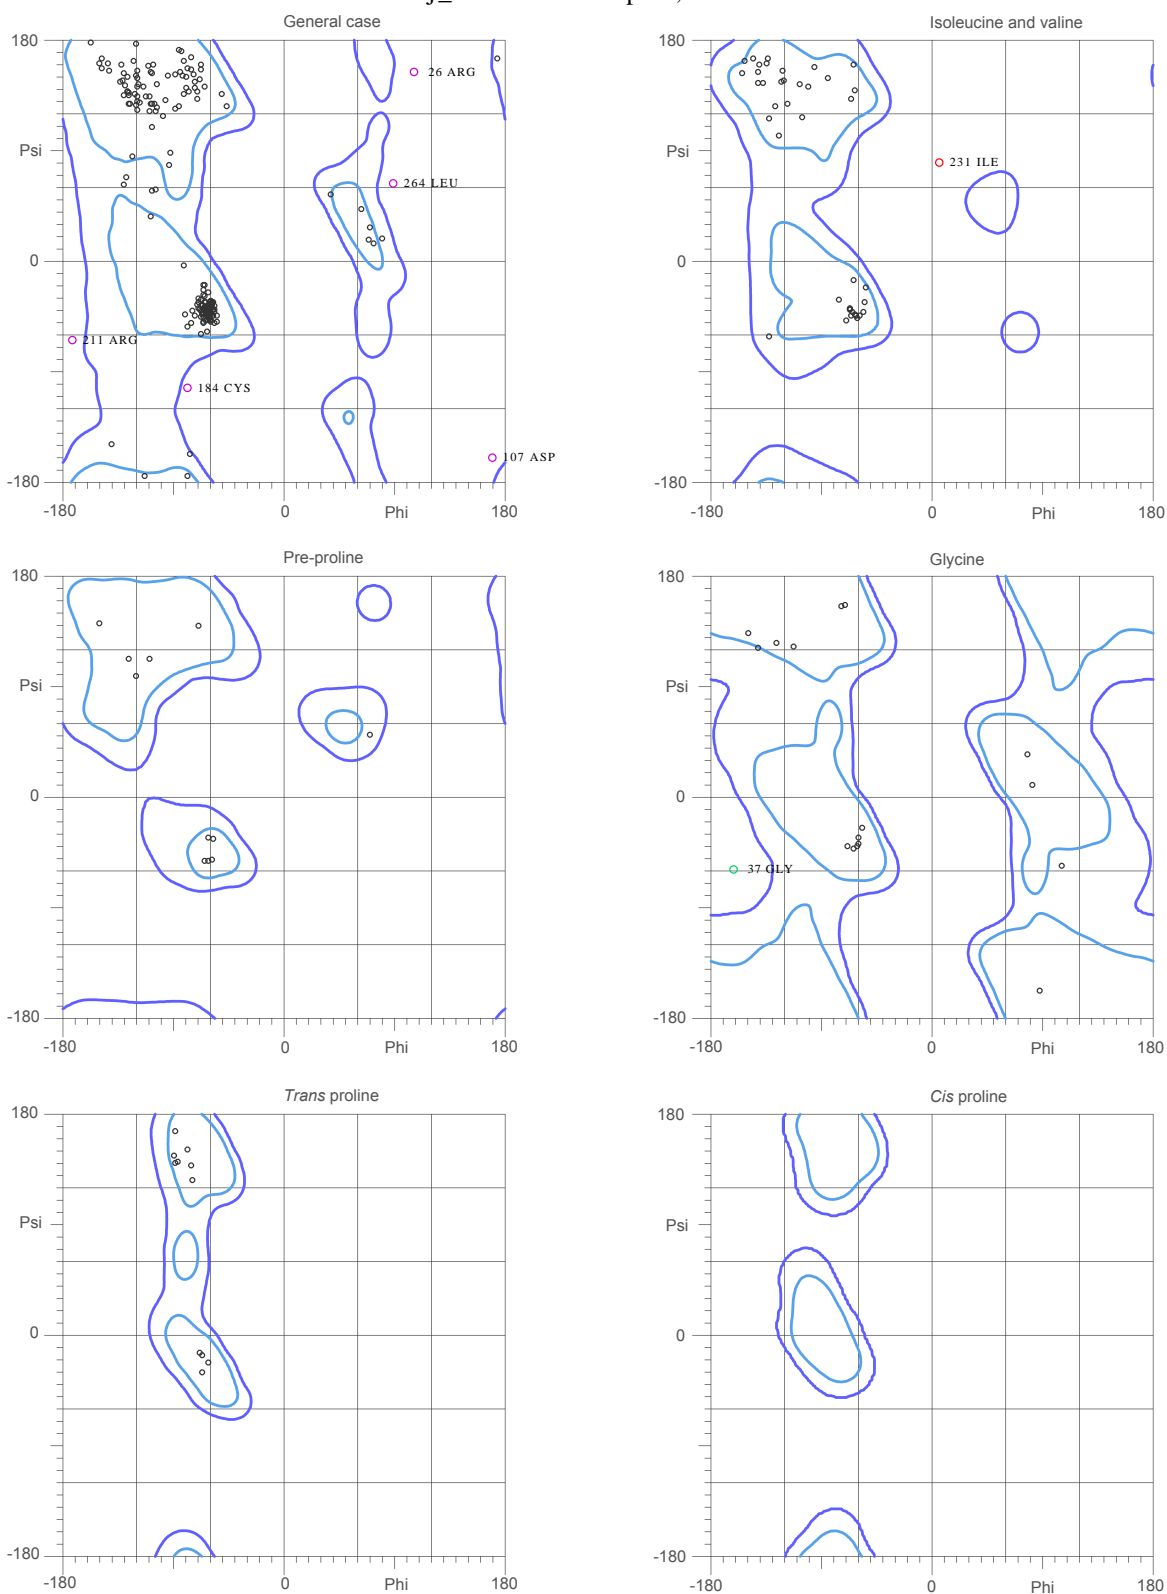 General case
Isoleucine and valine
180
26 ARG
Psi
264 LEU
0
211 ARG
184 CYS
107 ASP
-180
-180
0
Phi
180
180
Psi
231 ILE
0
-180
-180
0
Phi
180
Pre-proline
Glycine
180
Psi
0
-180
-180
0
Phi
180
180
Psi
0
37 GLY
-180
-180
0
Phi
180
Trans proline
Cis proline
180
Psi
0
-180
-180
0
Phi
180
180
Psi
0
-180
-180
0
Phi
180